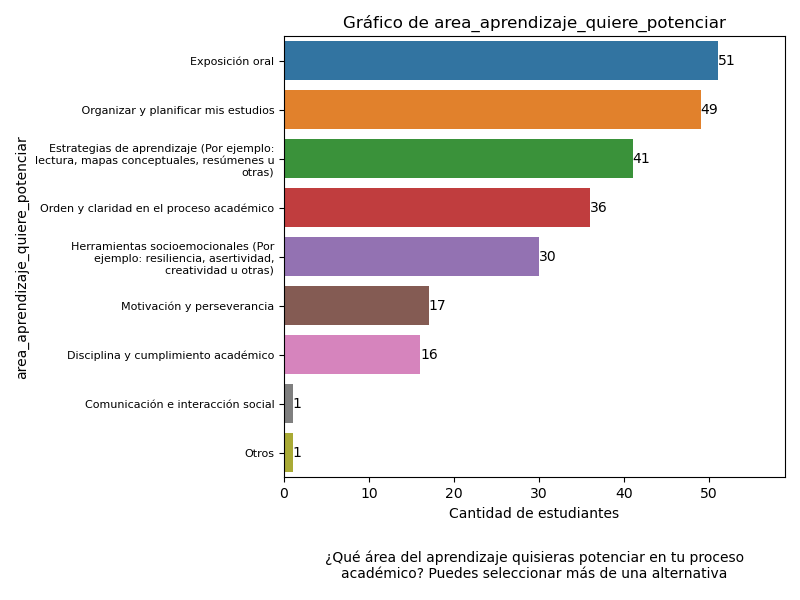 Gráfico de area_aprendizaje_quiere_potenciar
area_aprendizaje_quiere_potenciar
Exposición oral
51
Organizar y planificar mis estudios
49
Estrategias de aprendizaje (Por ejemplo:
lectura, mapas conceptuales, resúmenes u
otras)
41
Orden y claridad en el proceso académico
36
Herramientas socioemocionales (Por
ejemplo: resiliencia, asertividad,
creatividad u otras)
30
Motivación y perseverancia
17
Disciplina y cumplimiento académico
16
Comunicación e interacción social
1
Otros
1
0 10 20 30 40 50
Cantidad de estudiantes
¿Qué área del aprendizaje quisieras potenciar en tu proceso
académico? Puedes seleccionar más de una alternativa